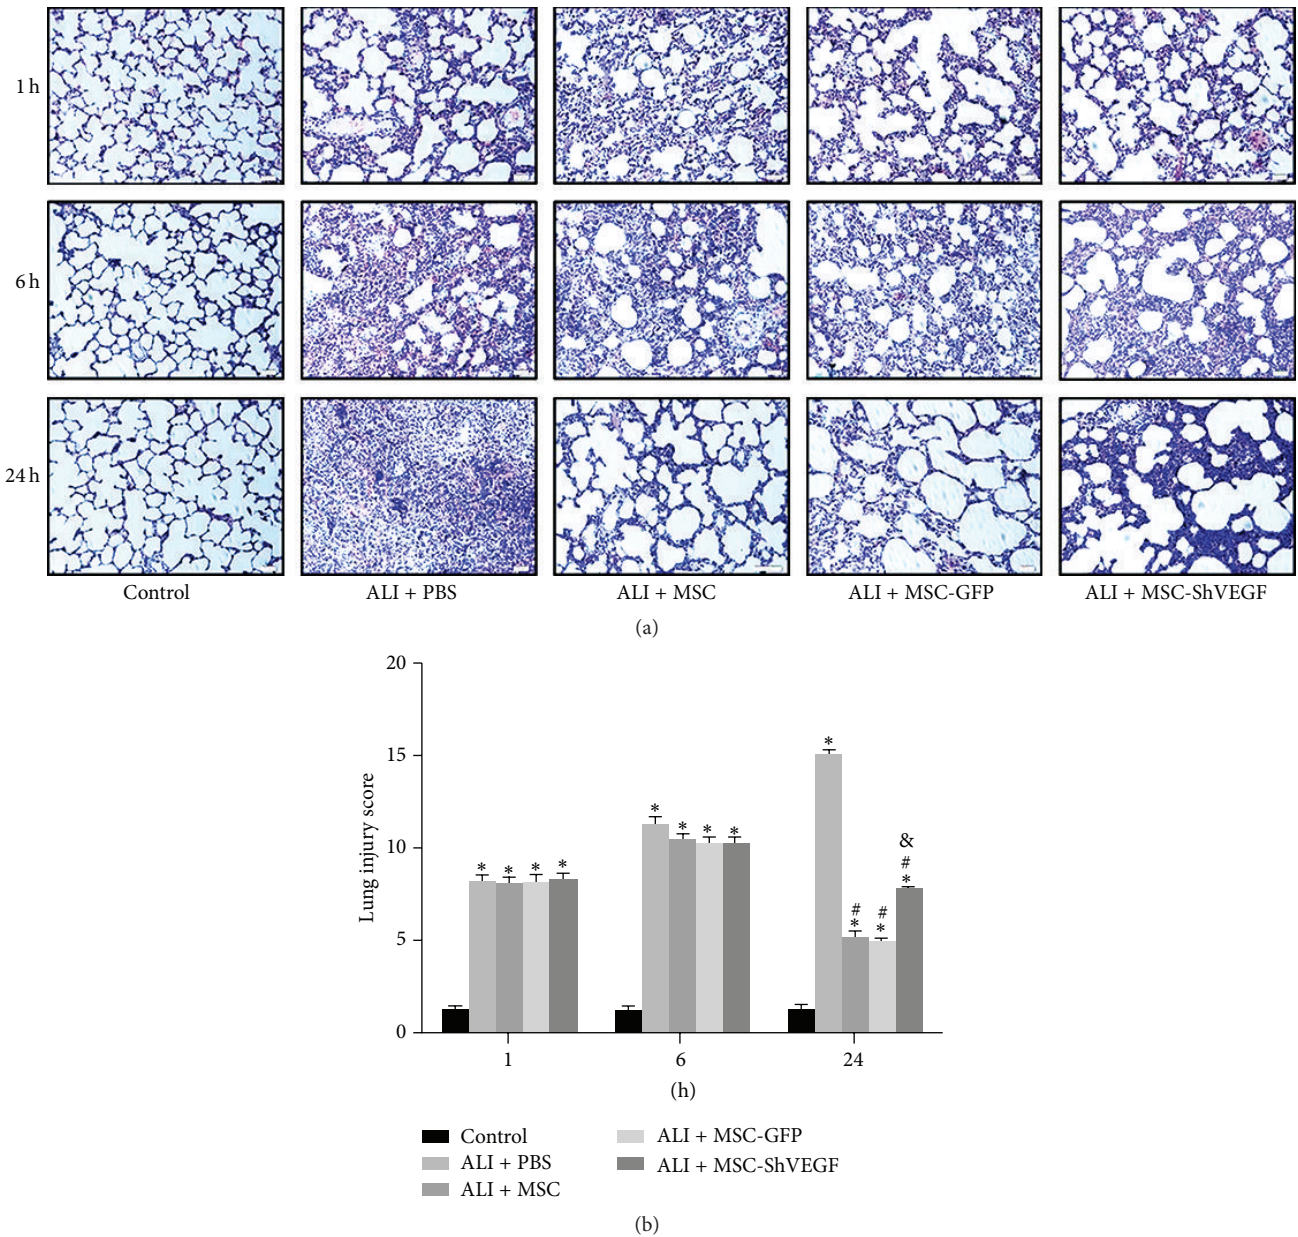 1 h
6 h
24 h
Control
ALI + PBS
ALI + MSC
ALI + MSC-GFP
ALI + MSC-ShVEGF
(a)
20
15
10
5
0
Lung injury score
* * * *
* * * *
*
# *
# *
& # *
1
6
24
(h)
Control
ALI + PBS
ALI + MSC
ALI + MSC-GFP
ALI + MSC-ShVEGF
(b)